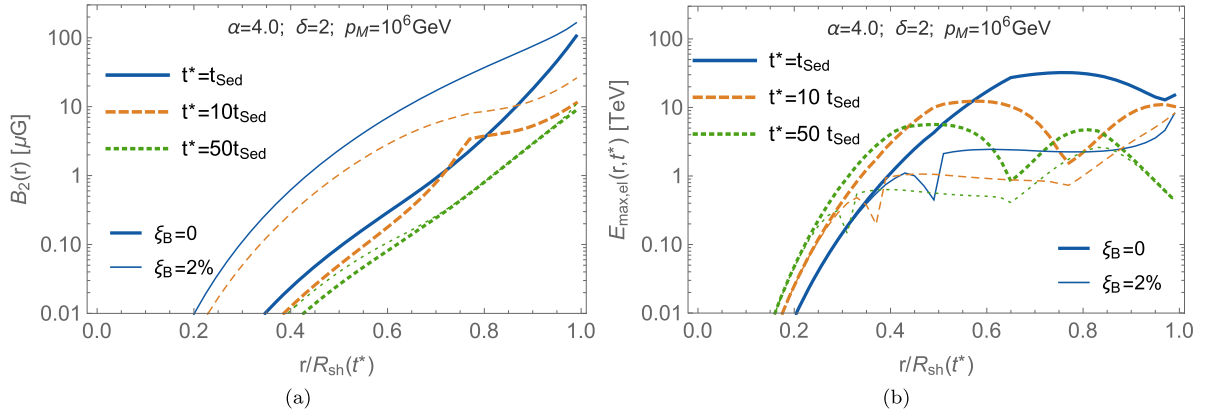 α=4.0; δ=2; p_M=10^6GeV
B_2(r) [μG]
100
10
1
0.10
0.01
t*=t_Sed
t*=10t_Sed
t*=50t_Sed
ξ_B=0
ξ_B=2%
0.0 0.2 0.4 0.6 0.8 1.0
r/R_sh(t*)
(a)
α=4.0; δ=2; p_M=10^6GeV
E_max,el(r,t*) [TeV]
100
10
1
0.10
0.01
t*=t_Sed
t*=10 t_Sed
t*=50 t_Sed
ξ_B=0
ξ_B=2%
0.0 0.2 0.4 0.6 0.8 1.0
r/R_sh(t*)
(b)